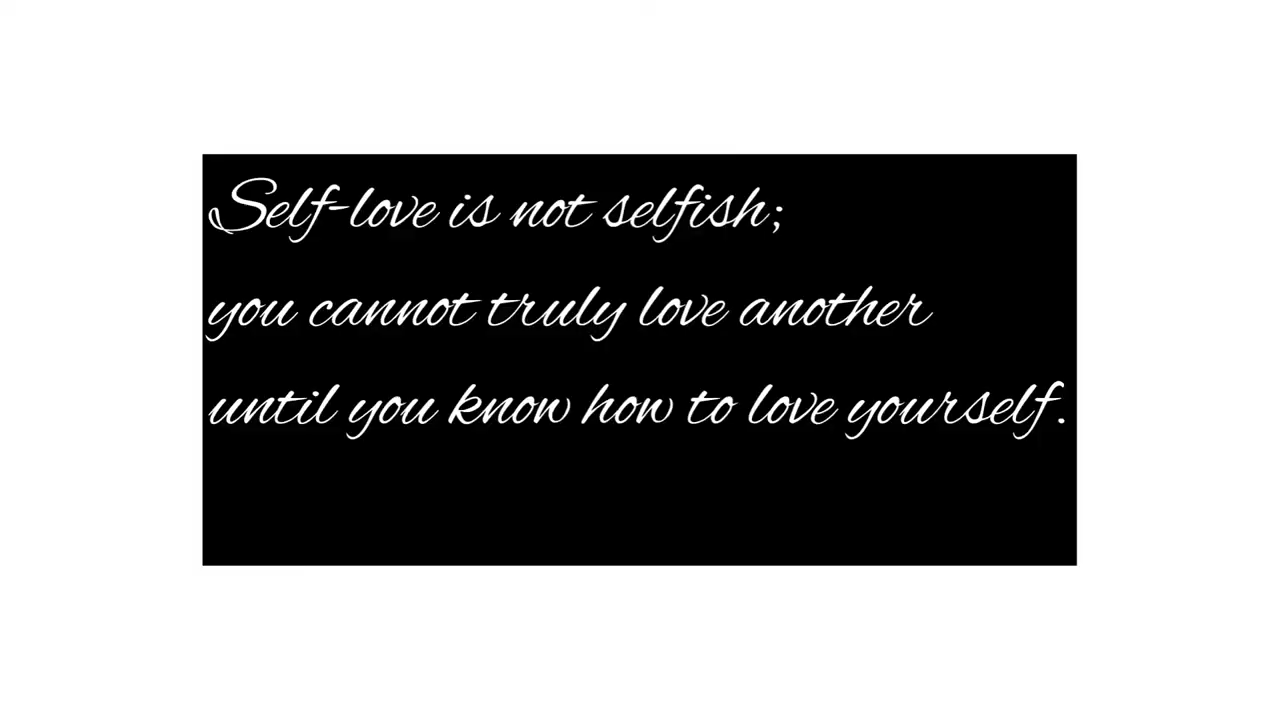 Self-love is not selfish;
you cannot truly love another
until you know how to love yourself.